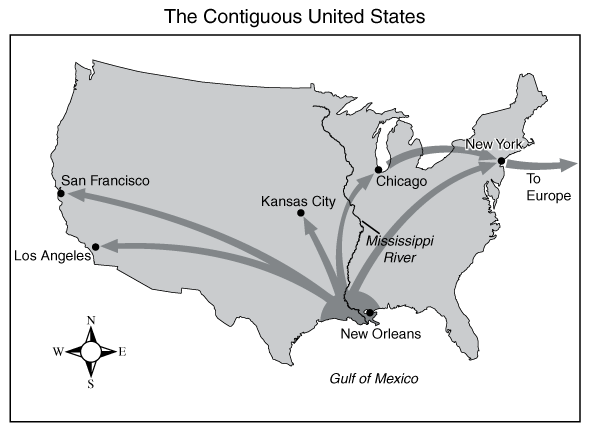 The Contiguous United States
New York
San Francisco
Chicago
To
Europe
Kansas City
Mississippi
River
Los Angeles
New Orleans
N
W
E
S
Gulf of Mexico